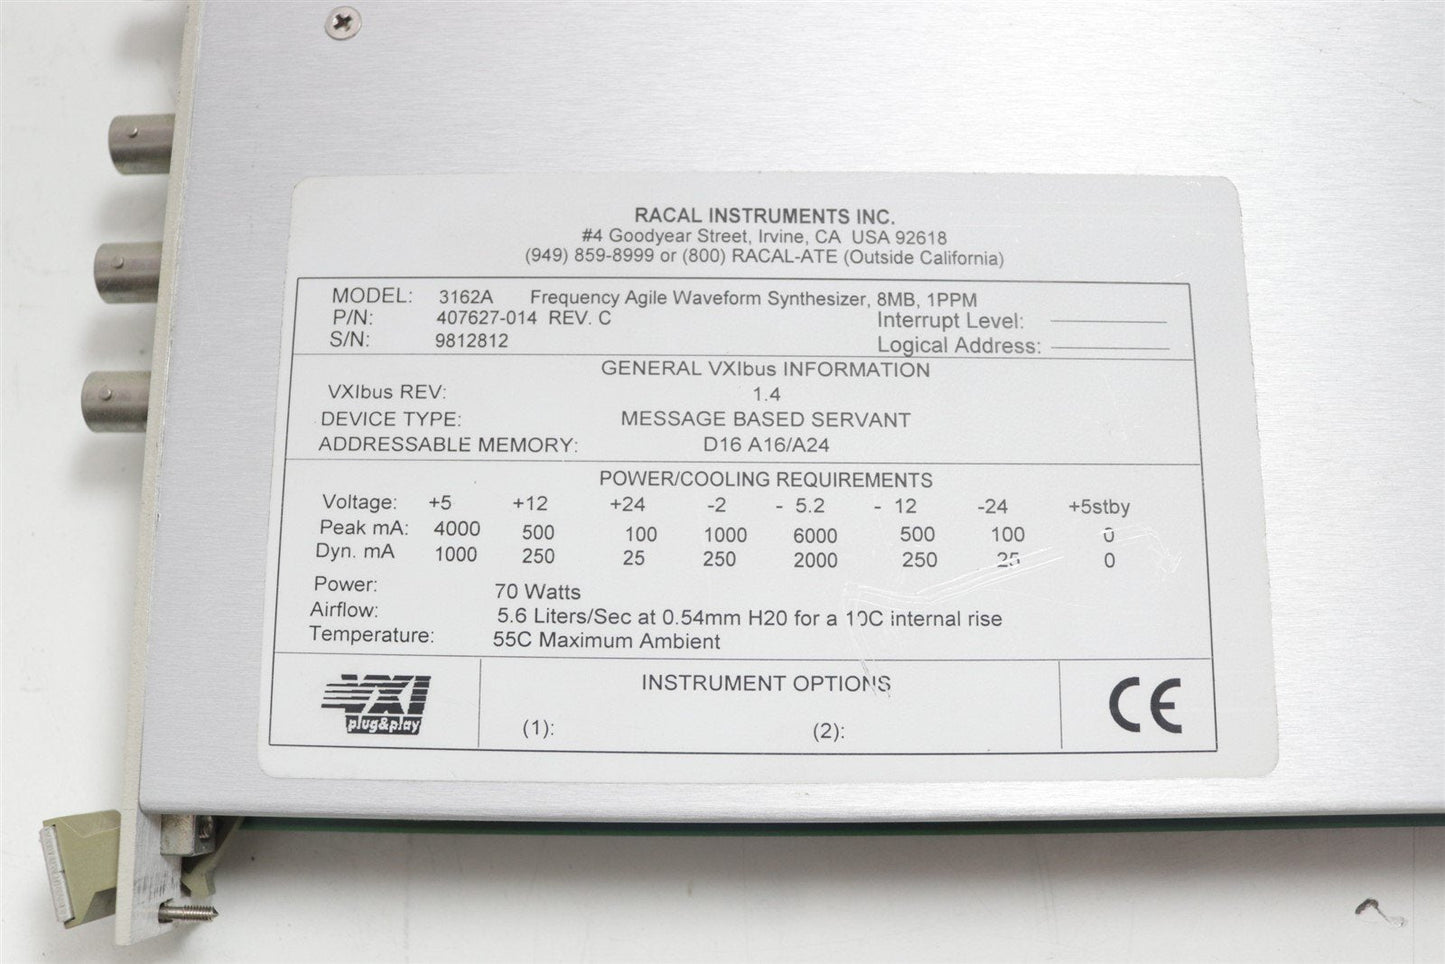 RACAL INSTRUMENTS INC.
#4 Goodyear Street, Irvine, CA USA 92618
(949) 859-8999 or (800) RACAL-ATE (Outside California)
MODEL: 3162A Frequency Agile Waveform Synthesizer, 8MB, 1PPM
P/N: 407627-014 REV. C Interrupt Level:
S/N: 9812812 Logical Address:
GENERAL VXIbus INFORMATION
VXIbus REV: 1.4
DEVICE TYPE: MESSAGE BASED SERVANT
ADDRESSABLE MEMORY: D16 A16/A24
POWER/COOLING REQUIREMENTS
Voltage: +5 +12 +24 -2 - 5.2 - 12 -24 +5stby
Peak mA: 4000 500 100 1000 6000 500 100 0
Dyn. mA 1000 250 25 250 2000 250 25 0
Power: 70 Watts
Airflow: 5.6 Liters/Sec at 0.54mm H20 for a 10C internal rise
Temperature: 55C Maximum Ambient
VXI INSTRUMENT OPTIONS CE
plug&play (1): (2):